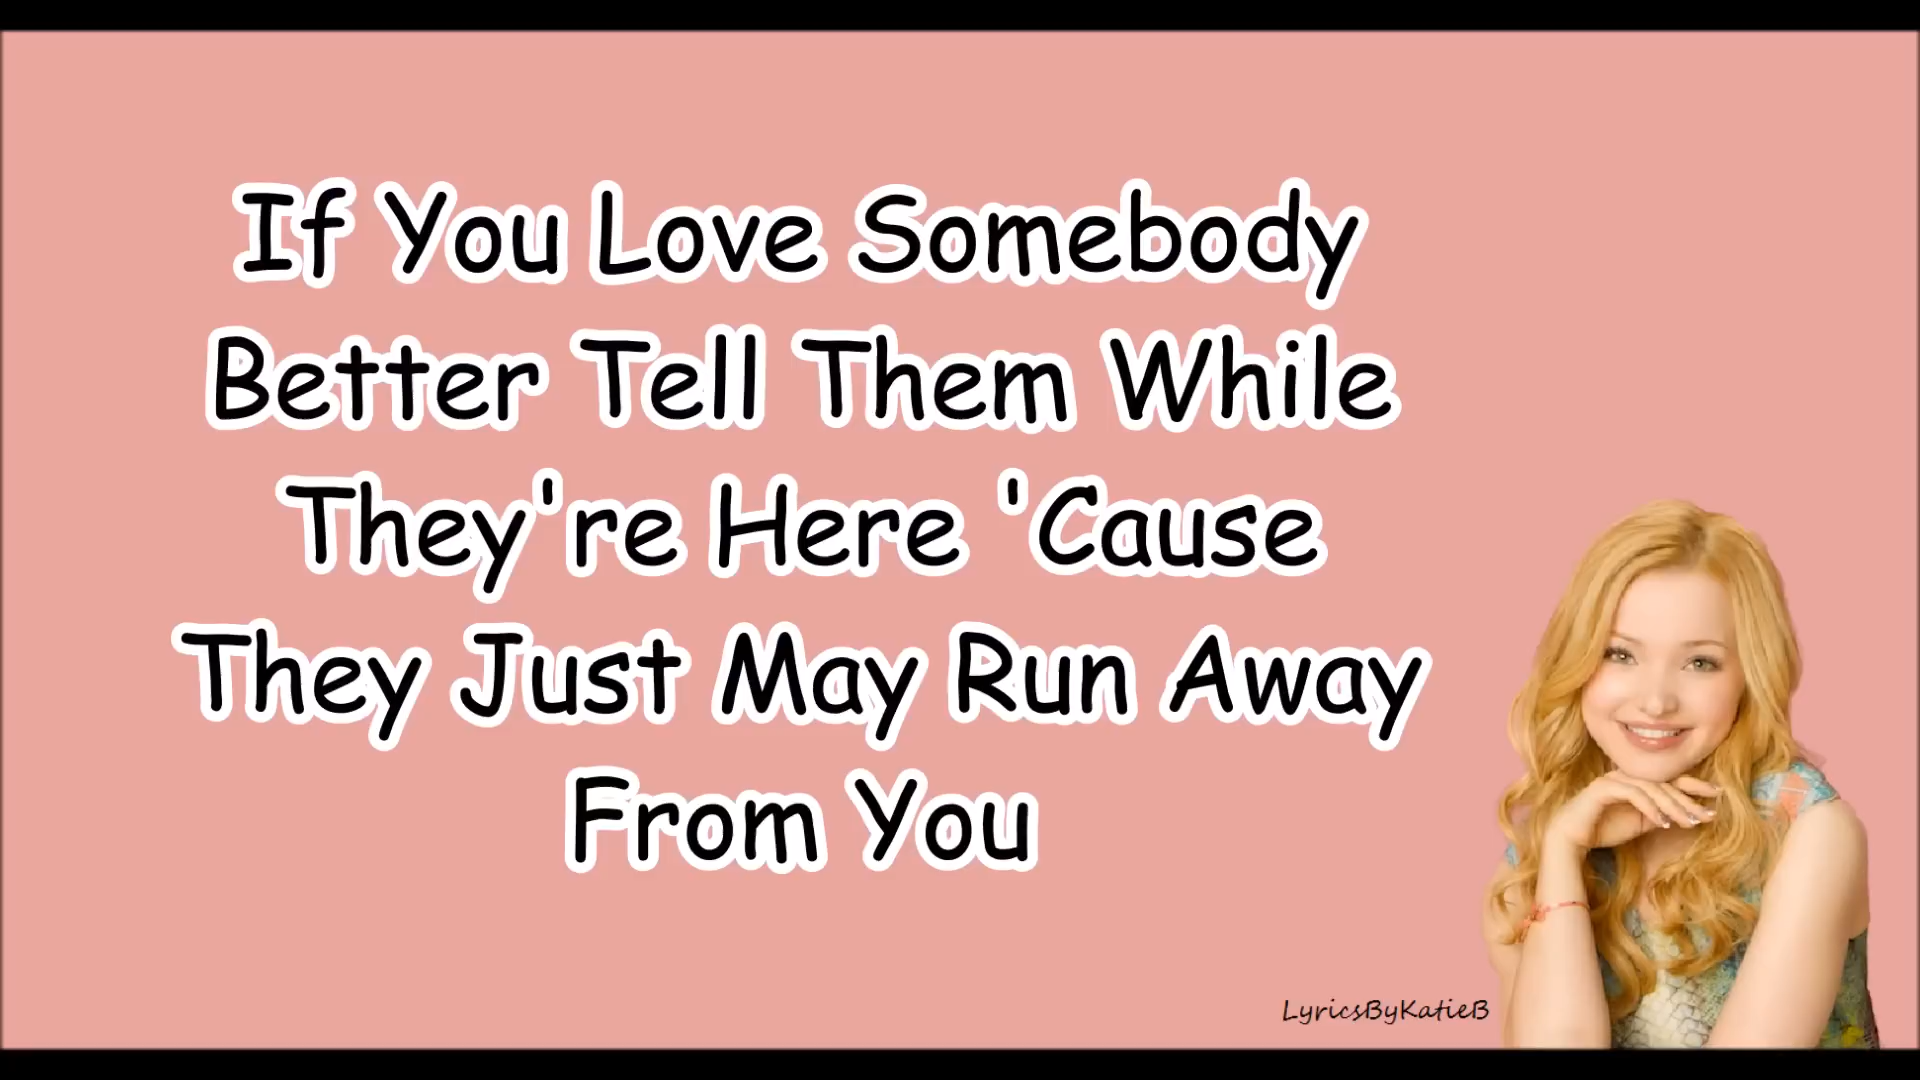 If You Love Somebody
Better Tell Them While
They're Here 'Cause
They Just May Run Away
From You
LyricsByKatieB